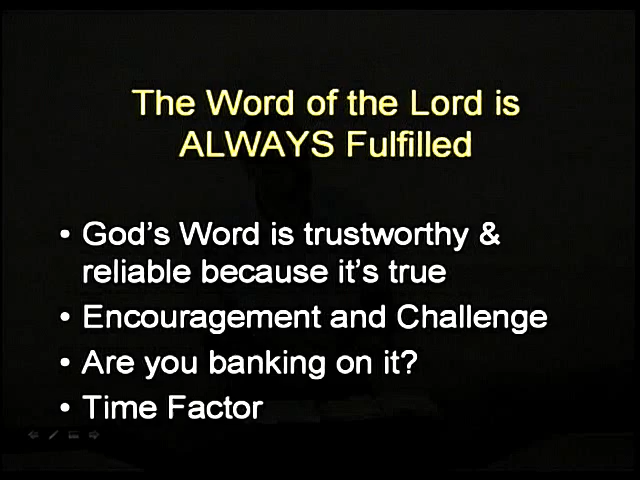 The Word of the Lord is
ALWAYS Fulfilled
• God's Word is trustworthy &
reliable because it's true
• Encouragement and Challenge
• Are you banking on it?
• Time Factor